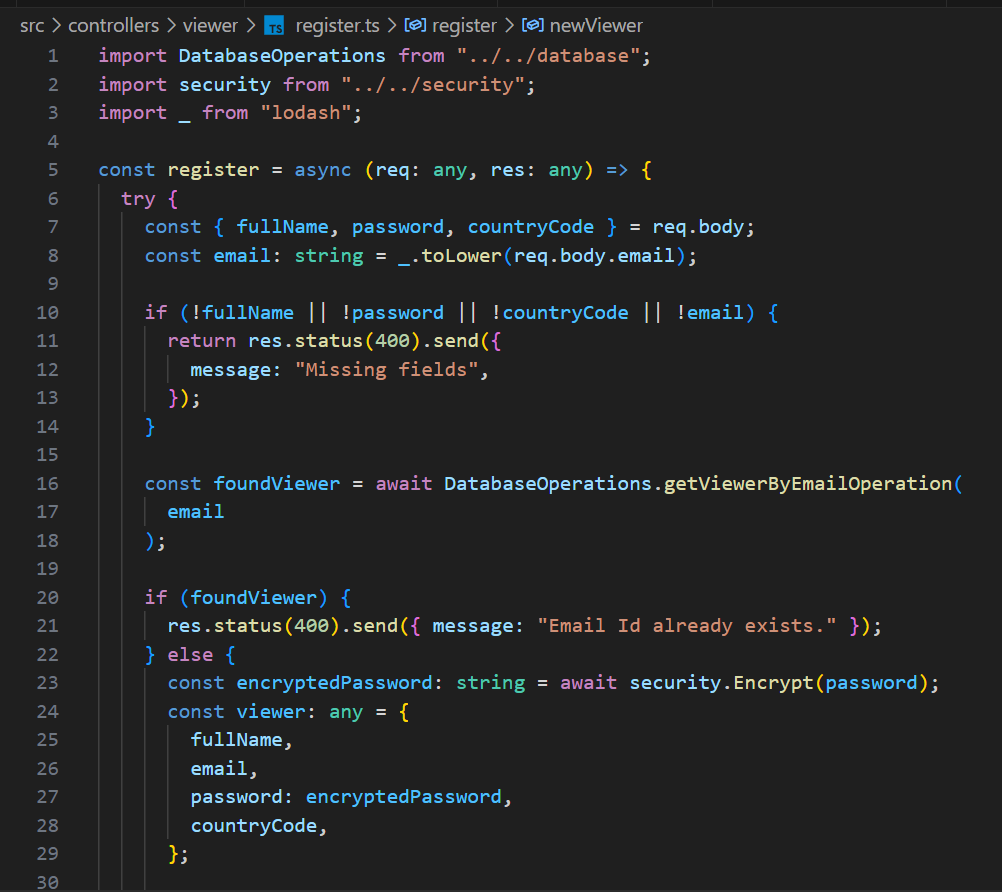 src > controllers > viewer > TS register.ts > register > newViewer
1 import DatabaseOperations from "../../database";
2 import security from "../../security";
3 import _ from "lodash";
4
5 const register = async (req: any, res: any) => {
6   try {
7     const { fullName, password, countryCode } = req.body;
8     const email: string = _.toLower(req.body.email);
9
10     if (!fullName || !password || !countryCode || !email) {
11       return res.status(400).send({
12         message: "Missing fields",
13       });
14     }
15
16     const foundViewer = await DatabaseOperations.getViewerByEmailOperation(
17       email
18     );
19
20     if (foundViewer) {
21       res.status(400).send({ message: "Email Id already exists." });
22     } else {
23       const encryptedPassword: string = await security.Encrypt(password);
24       const viewer: any = {
25         fullName,
26         email,
27         password: encryptedPassword,
28         countryCode,
29       };
30